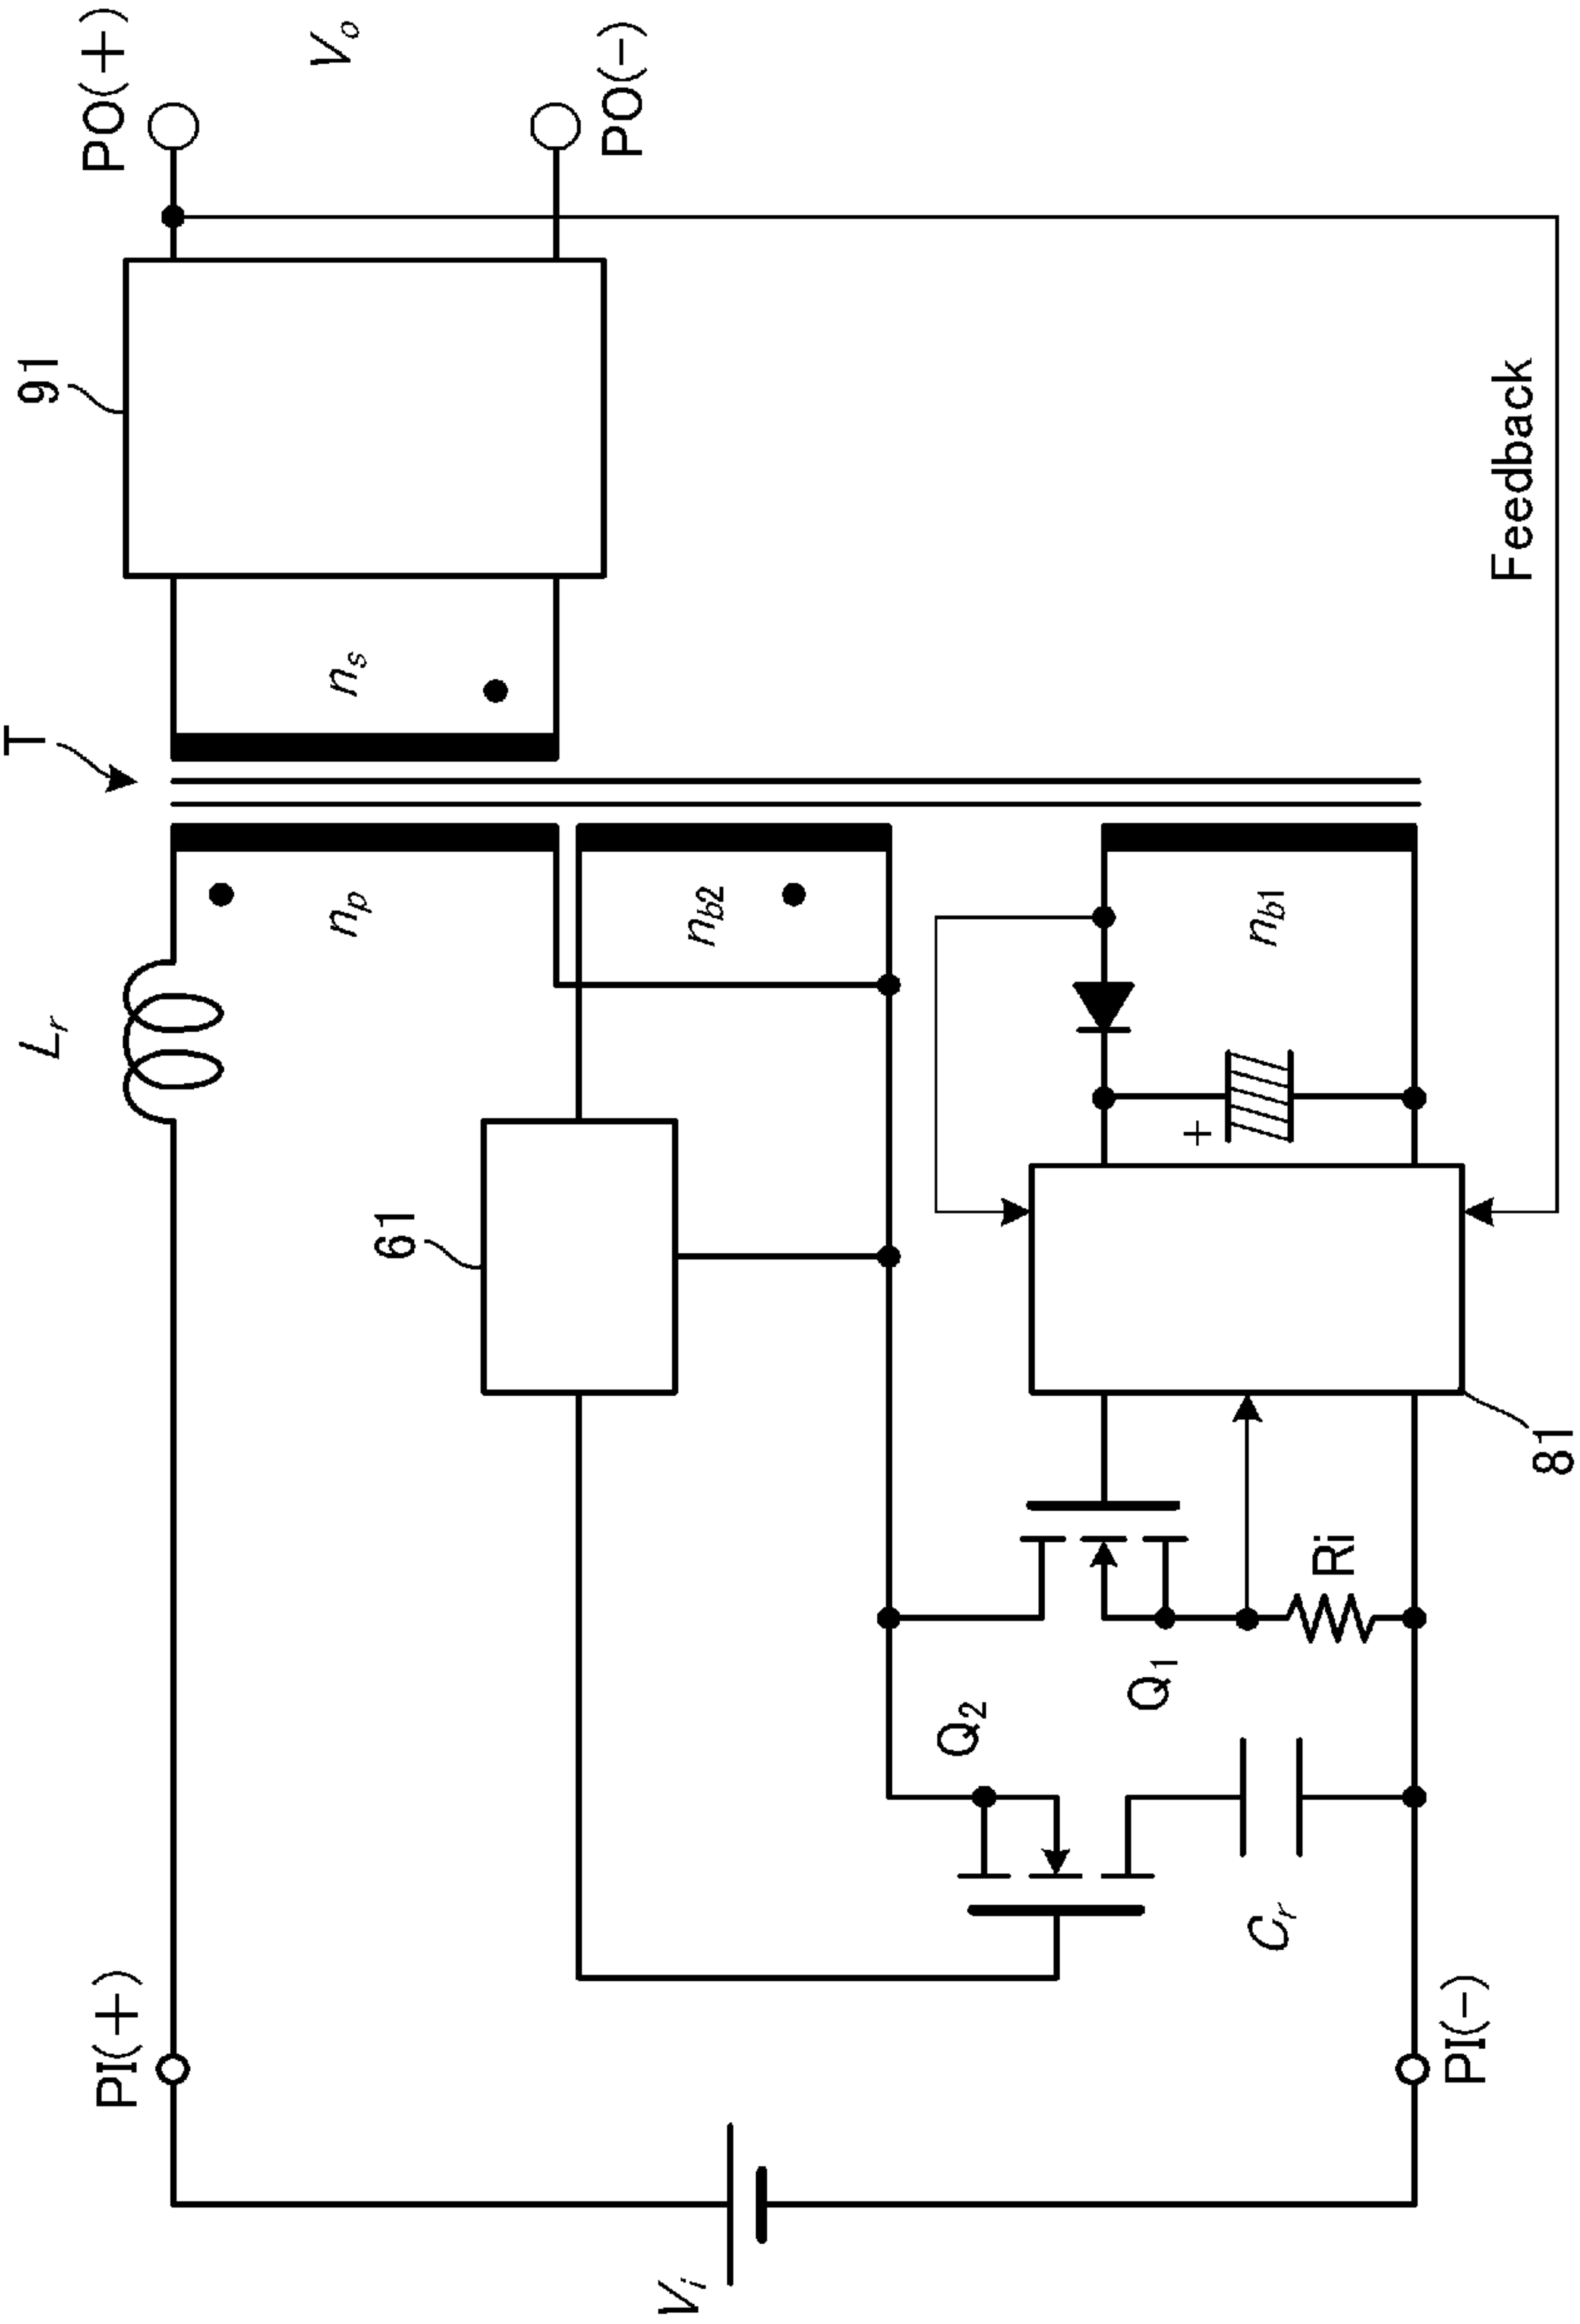 T
91
PO(+)
Lr
PI(+)
np
ns
Vo
61
PO(-)
nb2
Vi
Q2
Q1
nb1
+
Cr
Ri
Feedback
PI(-)
81